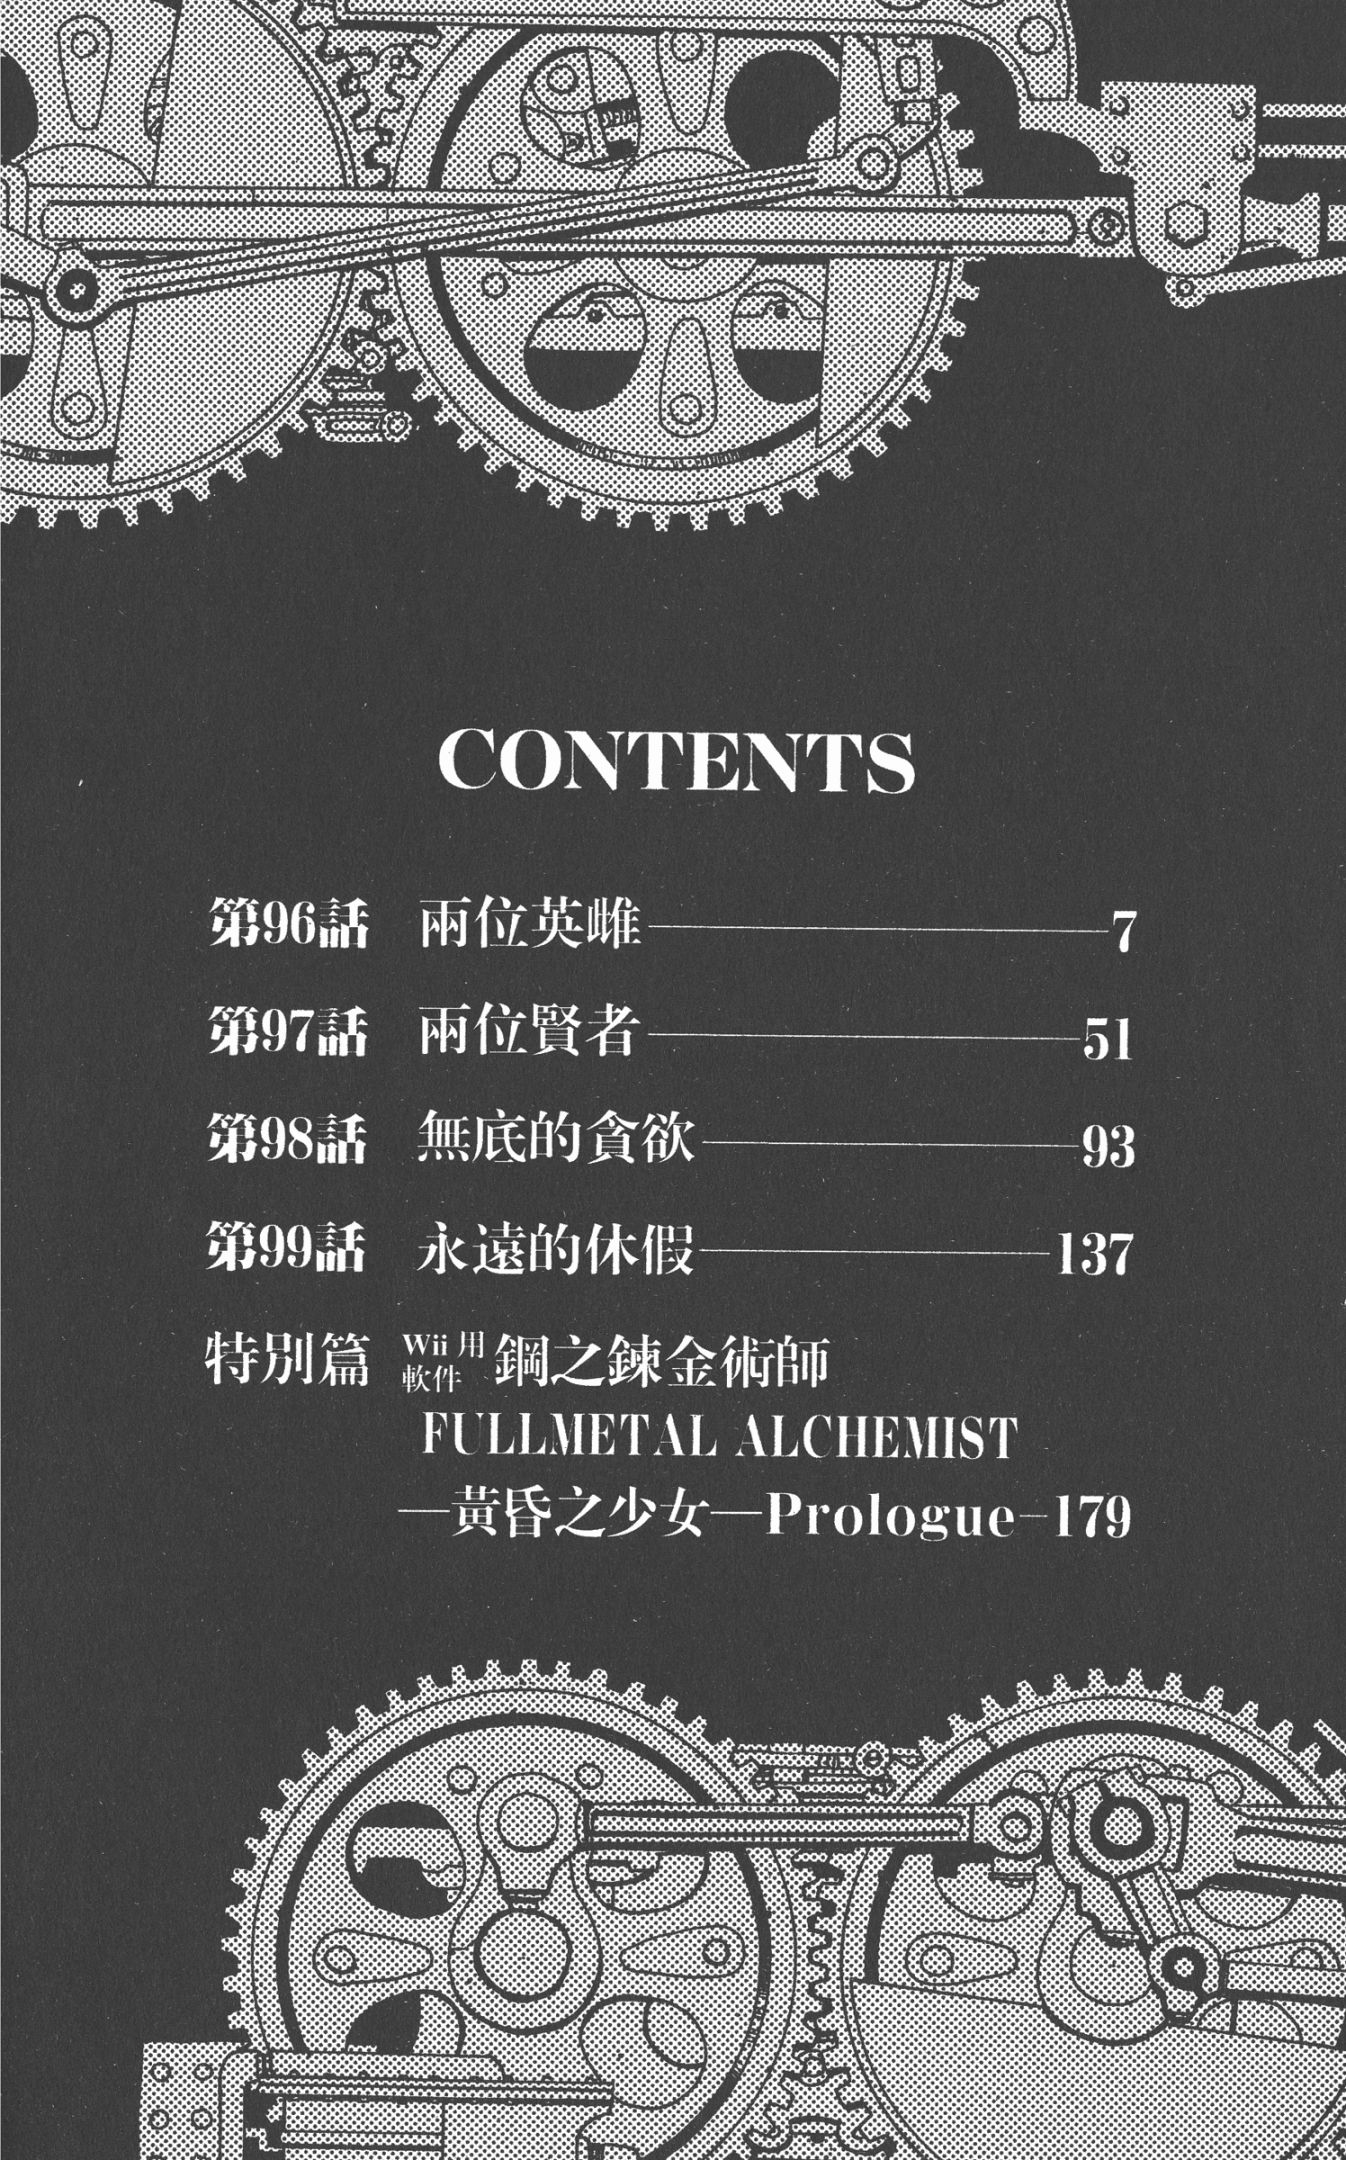 CONTENTS
第96話 兩位英雌 7
第97話 兩位賢者 51
第98話 無底的貪欲 93
第99話 永遠的休假 137
特別篇 Wii用軟件 鋼之鍊金術師
FULLMETAL ALCHEMIST
—黃昏之少女—Prologue–179